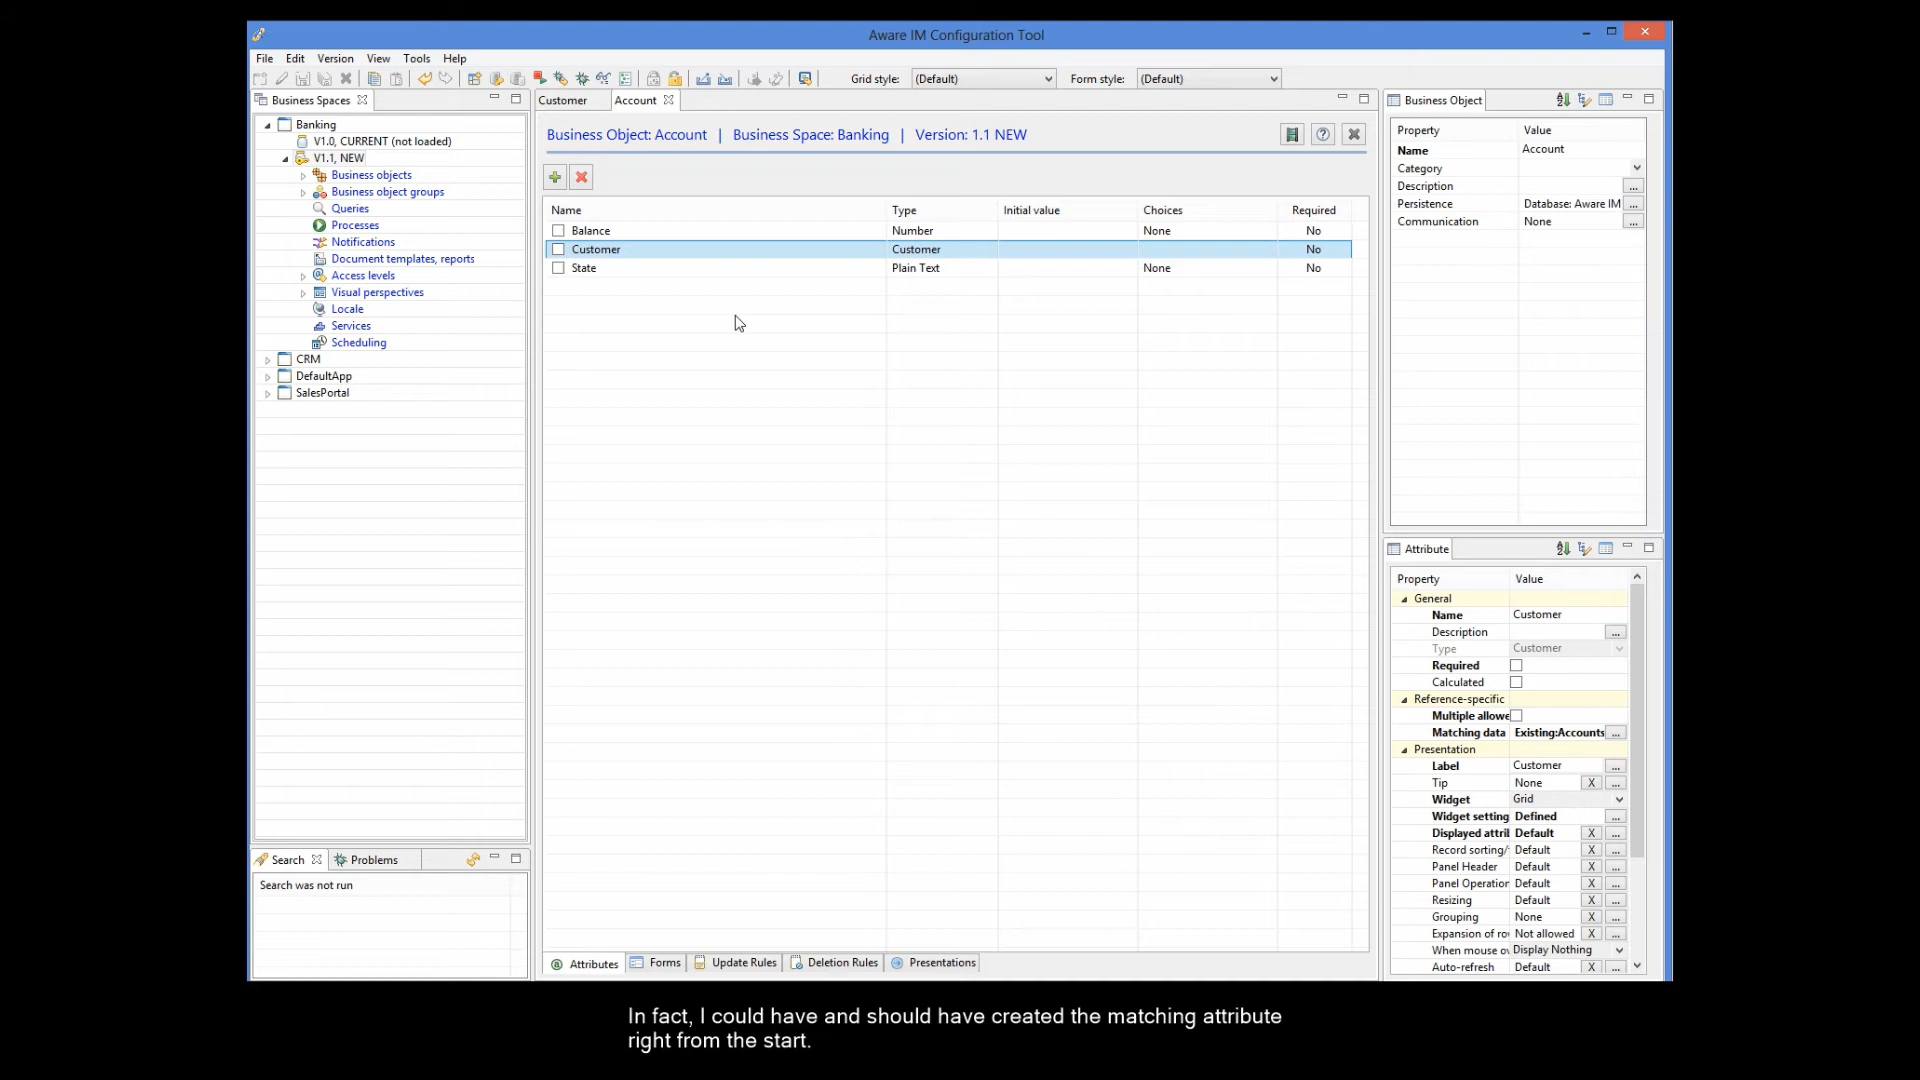 Aware IM Configuration Tool
File Edit Version View Tools Help
Grid style: (Default) Form style: (Default)
Business Spaces
Banking
V1.0, CURRENT (not loaded)
V1.1, NEW
Business objects
Business object groups
Queries
Processes
Notifications
Document templates, reports
Access levels
Visual perspectives
Locale
Services
Scheduling
CRM
DefaultApp
SalesPortal
Search Problems
Search was not run
Customer Account
Business Object: Account | Business Space: Banking | Version: 1.1 NEW
Name Type Initial value Choices Required
Balance Number None No
Customer Customer No
State Plain Text None No
Attributes Forms Update Rules Deletion Rules Presentations
Business Object
Property Value
Name Account
Category
Description ...
Persistence Database: Aware IM ...
Communication None ...
Attribute
Property Value
General
Name Customer
Description ...
Type Customer
Required
Calculated
Reference-specific
Multiple allowe
Matching data Existing:Accounts ...
Presentation
Label Customer ...
Tip None X ...
Widget Grid
Widget setting Defined ...
Displayed attril Default X ...
Record sorting/ Default X ...
Panel Header Default X ...
Panel Operation Default X ...
Resizing Default X ...
Grouping None X ...
Expansion of ro Not allowed X ...
When mouse ov Display Nothing
Auto-refresh Default X ...
In fact, I could have and should have created the matching attribute
right from the start.